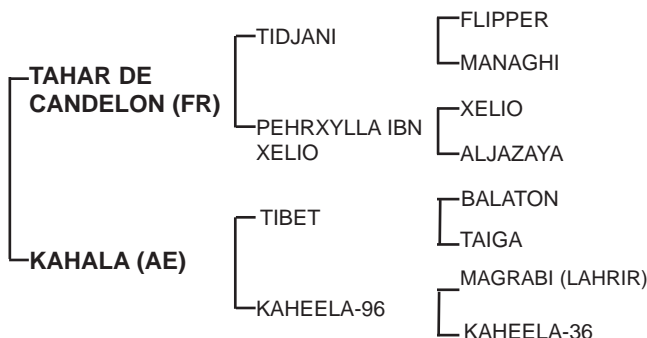 FLIPPER
TIDJANI
MANAGHI
TAHAR DE
CANDELON (FR)
XELIO
PEHRXYLLA IBN
XELIO
ALJAZAYA
BALATON
TIBET
TAIGA
KAHALA (AE)
MAGRABI (LAHRIR)
KAHEELA-96
KAHEELA-36